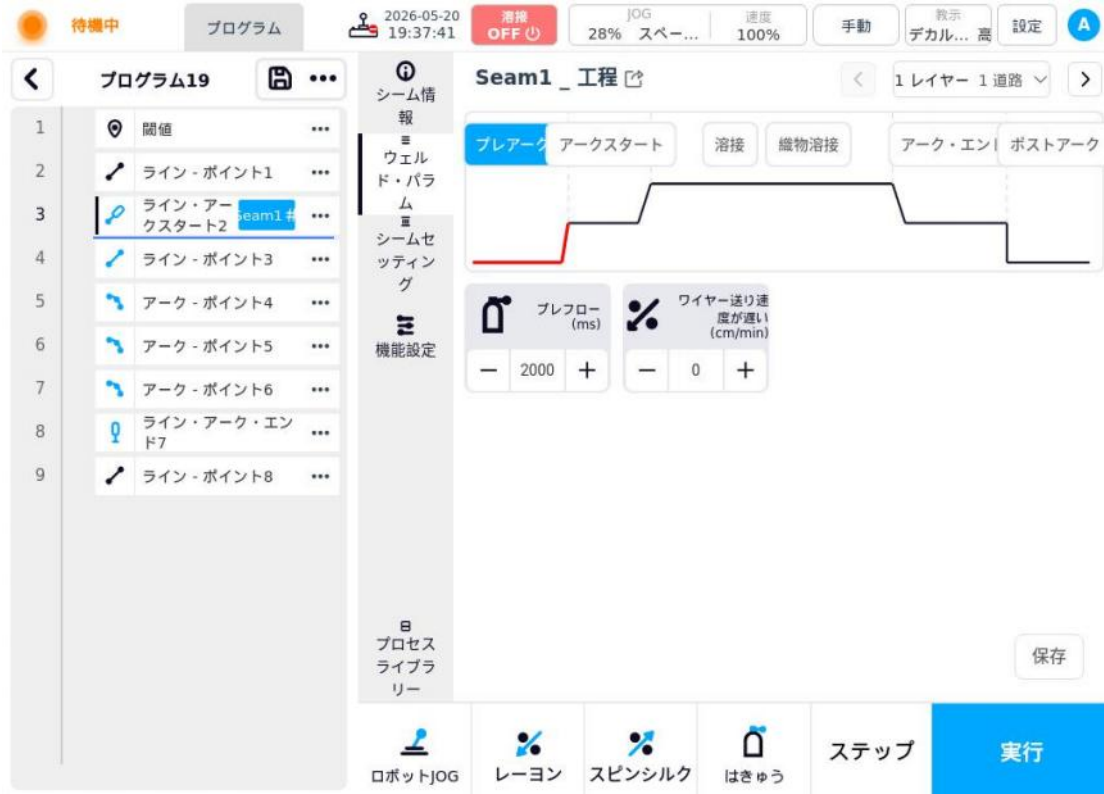 待機中
プログラム
2026-05-20
19:37:41
溶接
OFF
JOG
28% スペー...
速度
100%
手動
教示
デカル... 高
設定
A
プログラム19
1 閾値
2 ライン - ポイント1
3 ライン・アー
クスタート2
Seam1 #
4 ライン - ポイント3
5 アーク - ポイント4
6 アーク - ポイント5
7 アーク - ポイント6
8 ライン・アーク・エン
ド7
9 ライン - ポイント8
シーム情
報
ウェル
ド・パラ
ム
シームセ
ッティン
グ
機能設定
プロセス
ライブラ
リー
Seam1 _ 工程
1 レイヤー 1 道路
プレアーク
アークスタート
溶接
織物溶接
アーク・エン
ポストアーク
プレフロー
(ms)
2000
ワイヤー送り速
度が遅い
(cm/min)
0
保存
ロボットJOG
レーヨン
スピンシルク
はきゅう
ステップ
実行